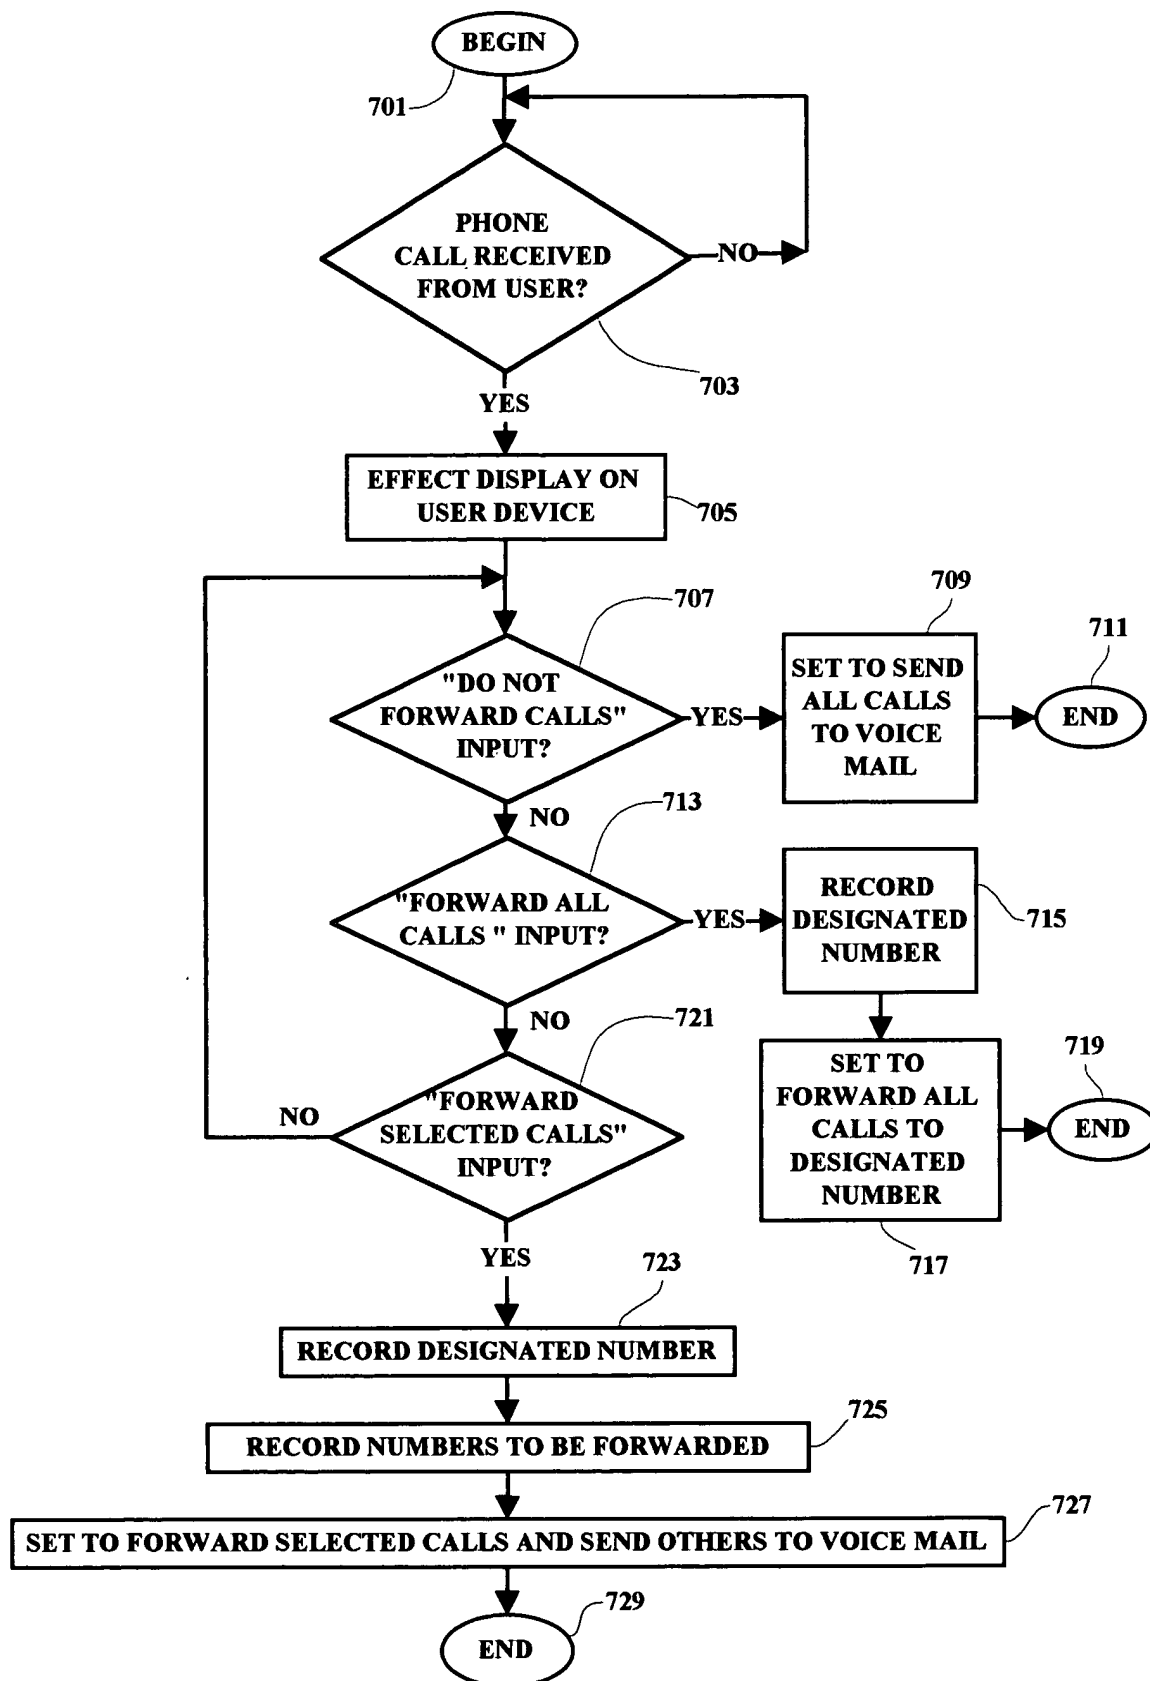 BEGIN
701
PHONE
CALL RECEIVED
FROM USER?
NO
703
YES
EFFECT DISPLAY ON
USER DEVICE
705
707
"DO NOT
FORWARD CALLS"
INPUT?
YES
709
SET TO SEND
ALL CALLS
TO VOICE
MAIL
711
END
NO
713
"FORWARD ALL
CALLS " INPUT?
YES
RECORD
DESIGNATED
NUMBER
715
NO
721
SET TO
FORWARD ALL
CALLS TO
DESIGNATED
NUMBER
717
719
END
NO
"FORWARD
SELECTED CALLS"
INPUT?
YES
723
RECORD DESIGNATED NUMBER
725
RECORD NUMBERS TO BE FORWARDED
727
SET TO FORWARD SELECTED CALLS AND SEND OTHERS TO VOICE MAIL
729
END